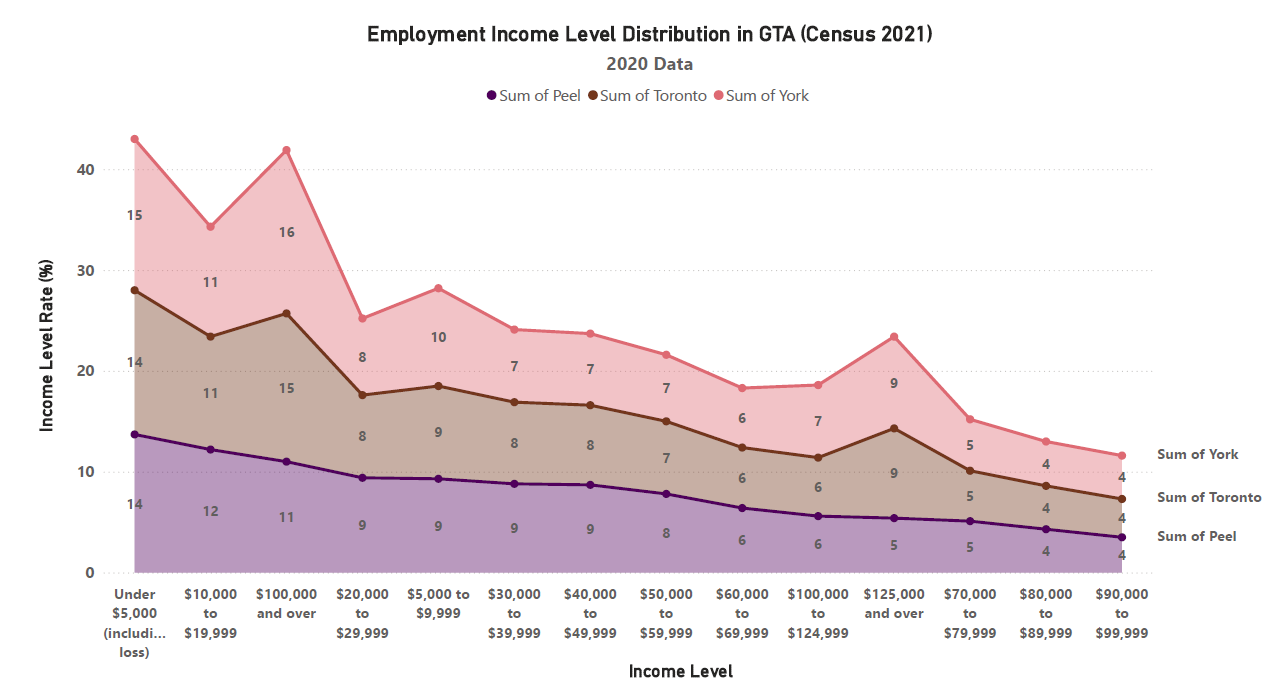 Employment Income Level Distribution in GTA (Census 2021)
2020 Data
Sum of Peel Sum of Toronto Sum of York
Income Level Rate (%)
40
30
20
10
0
15
11
16
8
10
7
7
7
6
7
9
5
4
4
14
11
15
8
9
8
8
7
6
6
9
5
4
4
14
12
11
9
9
9
9
8
6
6
5
5
4
4
Sum of York
Sum of Toronto
Sum of Peel
Under
$5,000
(includi...
loss)
$10,000
to
$19,999
$100,000
and over
$20,000
to
$29,999
$5,000 to
$9,999
$30,000
to
$39,999
$40,000
to
$49,999
$50,000
to
$59,999
$60,000
to
$69,999
$100,000
to
$124,999
$125,000
and over
$70,000
to
$79,999
$80,000
to
$89,999
$90,000
to
$99,999
Income Level